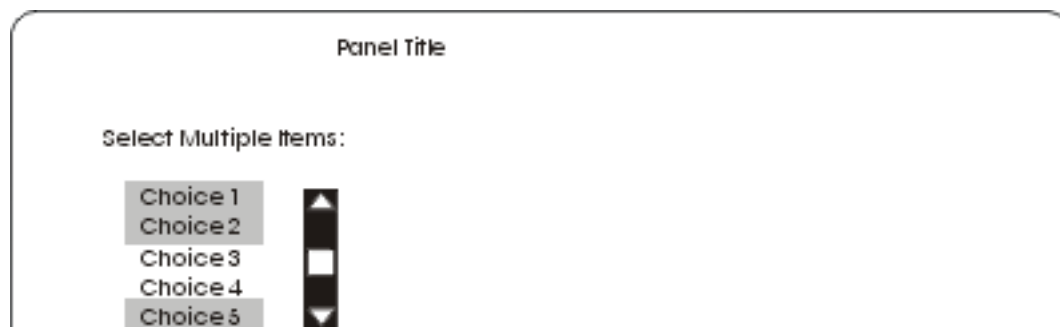 Panel Title
Select Multiple Items:
Choice 1
Choice 2
Choice 3
Choice 4
Choice 5